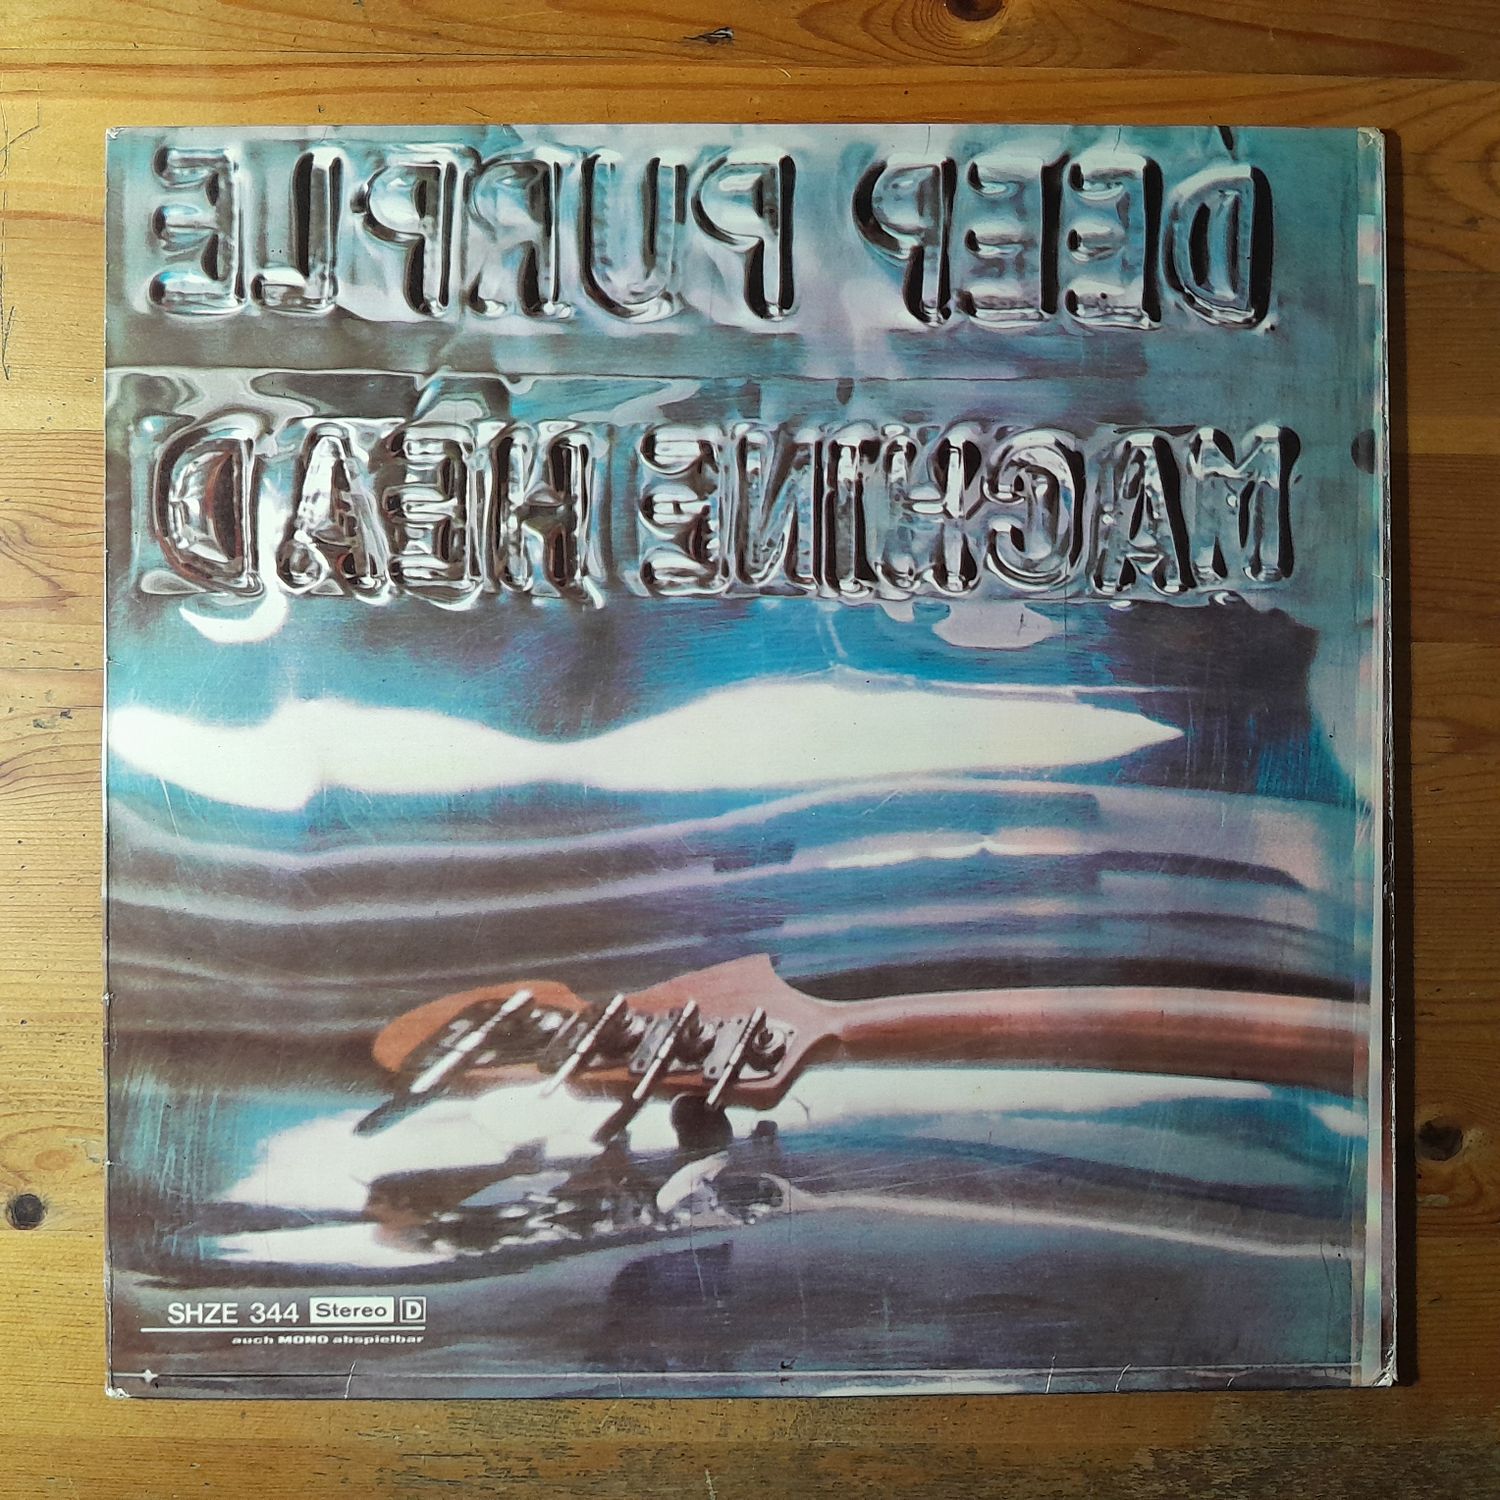 DEEP PURPLE
MACHINE HEAD
SHZE 344 Stereo D
auch MONO abspielbar